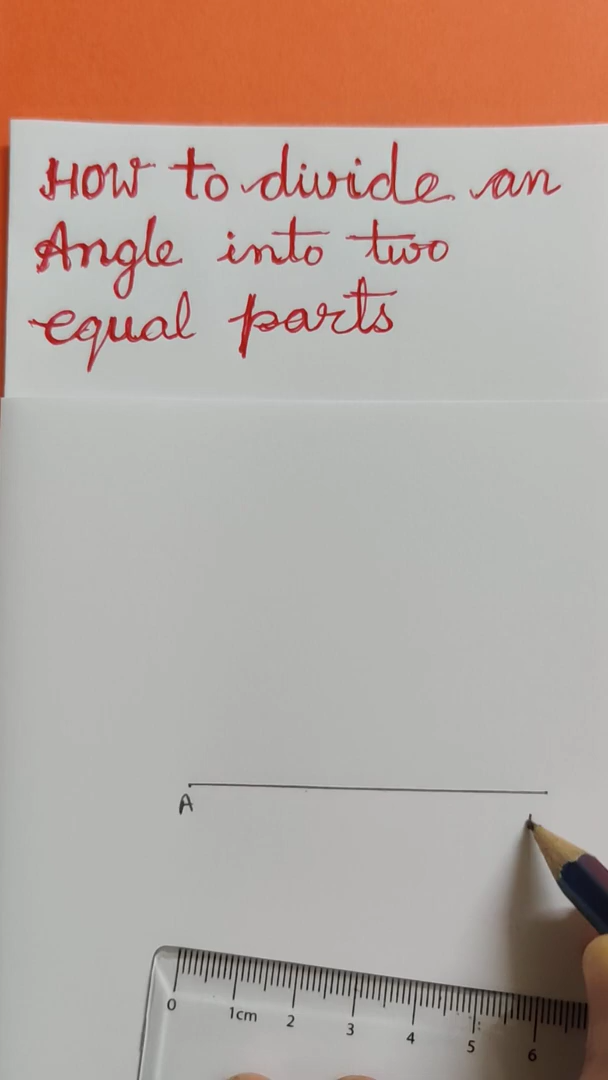 How to divide an
Angle into two
equal parts
A
0 1cm 2 3 4 5 6